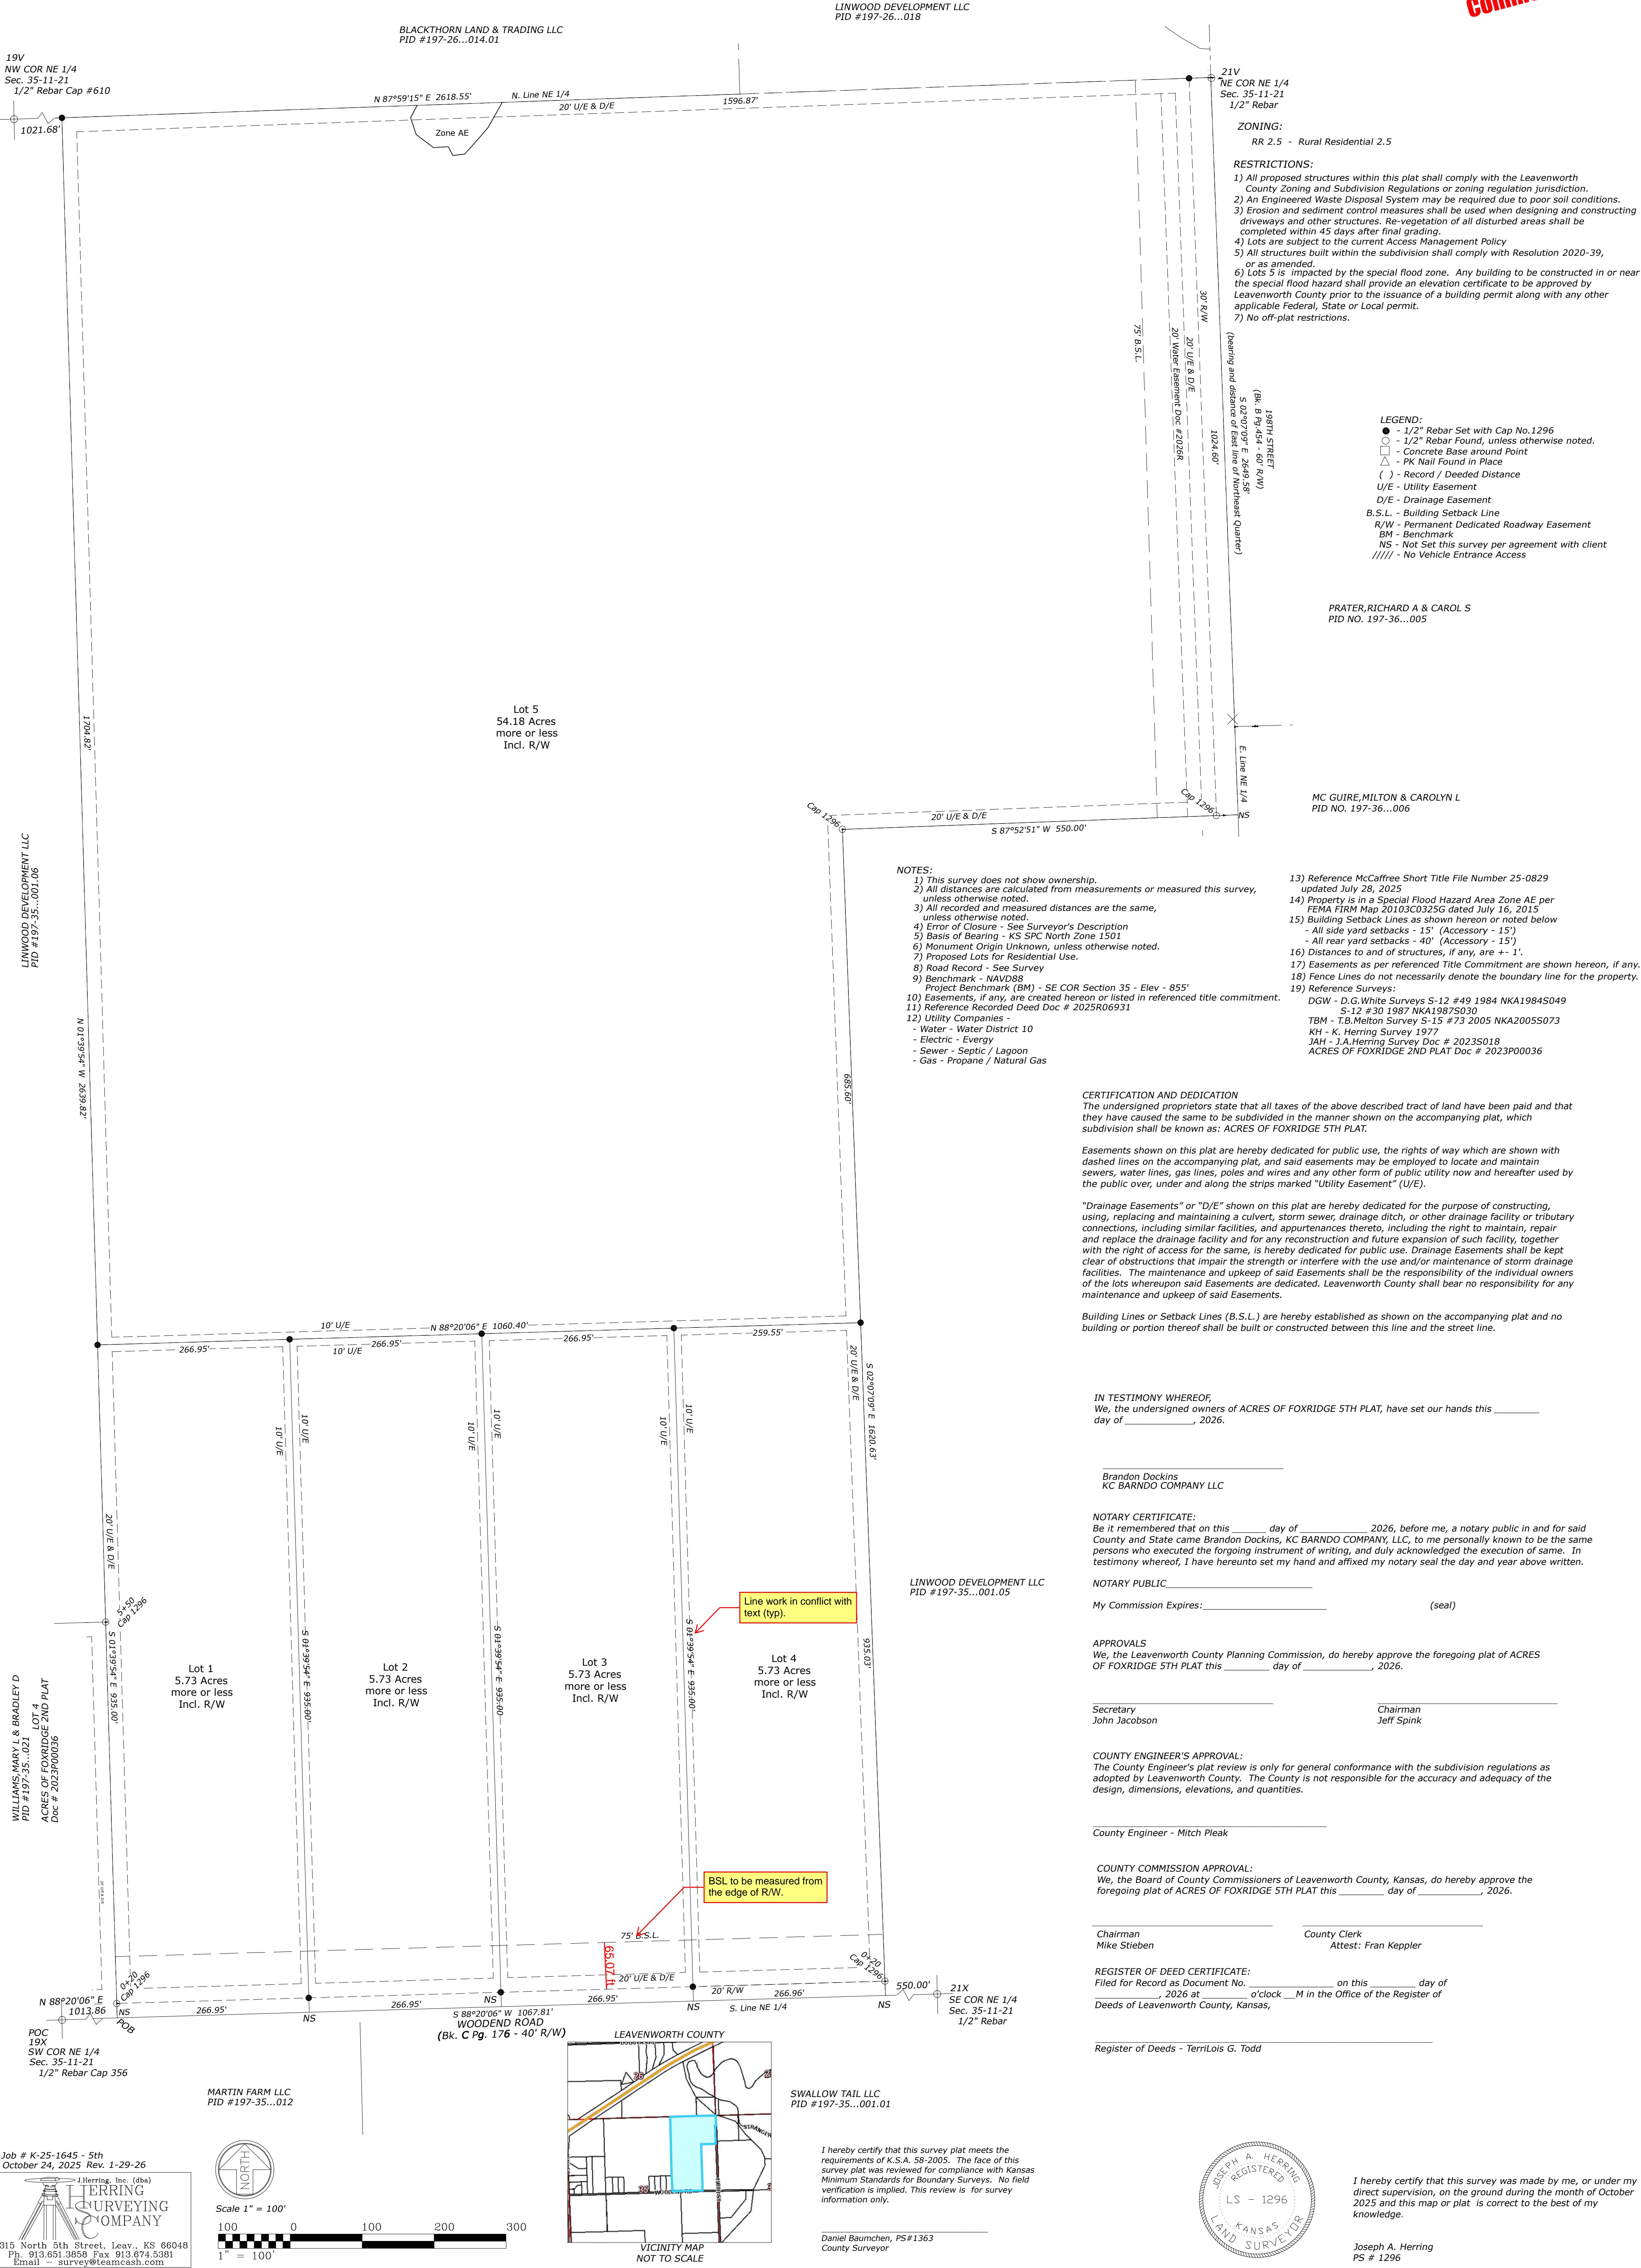 LINWOOD DEVELOPMENT LLC
PID #197-26...018
BLACKTHORN LAND & TRADING LLC
PID #197-26...014.01
19V
NW COR NE 1/4
Sec. 35-11-21
1/2" Rebar Cap #610
1021.68'
N 87°59'15" E 2618.55'
N. Line NE 1/4
20' U/E & D/E
1596.87'
Zone AE
21V
NE COR NE 1/4
Sec. 35-11-21
1/2" Rebar
ZONING:
RR 2.5 - Rural Residential 2.5
RESTRICTIONS:
1) All proposed structures within this plat shall comply with the Leavenworth
County Zoning and Subdivision Regulations or zoning regulation jurisdiction.
2) An Engineered Waste Disposal System may be required due to poor soil conditions.
3) Erosion and sediment control measures shall be used when designing and constructing
driveways and other structures. Re-vegetation of all disturbed areas shall be
completed within 45 days after final grading.
4) Lots are subject to the current Access Management Policy
5) All structures built within the subdivision shall comply with Resolution 2020-39,
or as amended.
6) Lots 5 is impacted by the special flood zone. Any building to be constructed in or near
the special flood hazard shall provide an elevation certificate to be approved by
Leavenworth County prior to the issuance of a building permit along with any other
applicable Federal, State or Local permit.
7) No off-plat restrictions.
75' B.S.L.
20' Water Easement Doc #2026R
20' U/E & D/E
30' R/W
1024.60'
(bearing and distance of East line of Northeast Quarter)
S 02°07'09" E 2649.58'
(Bk. B Pg.454 - 60' R/W)
198TH STREET
LEGEND:
- 1/2" Rebar Set with Cap No.1296
- 1/2" Rebar Found, unless otherwise noted.
- Concrete Base around Point
- PK Nail Found in Place
( ) - Record / Deeded Distance
U/E - Utility Easement
D/E - Drainage Easement
B.S.L. - Building Setback Line
R/W - Permanent Dedicated Roadway Easement
BM - Benchmark
NS - Not Set this survey per agreement with client
///// - No Vehicle Entrance Access
PRATER,RICHARD A & CAROL S
PID NO. 197-36...005
1704.82'
Lot 5
54.18 Acres
more or less
Incl. R/W
E. Line NE 1/4
MC GUIRE,MILTON & CAROLYN L
PID NO. 197-36...006
Cap 1296
Cap 1296
NS
20' U/E & D/E
S 87°52'51" W 550.00'
LINWOOD DEVELOPMENT LLC
PID #197-35...001.06
N 01°39'54" W 2639.82'
685.60'
NOTES:
1) This survey does not show ownership.
2) All distances are calculated from measurements or measured this survey,
unless otherwise noted.
3) All recorded and measured distances are the same,
unless otherwise noted.
4) Error of Closure - See Surveyor's Description
5) Basis of Bearing - KS SPC North Zone 1501
6) Monument Origin Unknown, unless otherwise noted.
7) Proposed Lots for Residential Use.
8) Road Record - See Survey
9) Benchmark - NAVD88
Project Benchmark (BM) - SE COR Section 35 - Elev - 855'
10) Easements, if any, are created hereon or listed in referenced title commitment.
11) Reference Recorded Deed Doc # 2025R06931
12) Utility Companies -
- Water - Water District 10
- Electric - Evergy
- Sewer - Septic / Lagoon
- Gas - Propane / Natural Gas
13) Reference McCaffree Short Title File Number 25-0829
updated July 28, 2025
14) Property is in a Special Flood Hazard Area Zone AE per
FEMA FIRM Map 20103C0325G dated July 16, 2015
15) Building Setback Lines as shown hereon or noted below
- All side yard setbacks - 15' (Accessory - 15')
- All rear yard setbacks - 40' (Accessory - 15')
16) Distances to and of structures, if any, are +- 1'.
17) Easements as per referenced Title Commitment are shown hereon, if any.
18) Fence Lines do not necessarily denote the boundary line for the property.
19) Reference Surveys:
DGW - D.G.White Surveys S-12 #49 1984 NKA1984S049
S-12 #30 1987 NKA1987S030
TBM - T.B.Melton Survey S-15 #73 2005 NKA2005S073
KH - K. Herring Survey 1977
JAH - J.A.Herring Survey Doc # 2023S018
ACRES OF FOXRIDGE 2ND PLAT Doc # 2023P00036
CERTIFICATION AND DEDICATION
The undersigned proprietors state that all taxes of the above described tract of land have been paid and that
they have caused the same to be subdivided in the manner shown on the accompanying plat, which
subdivision shall be known as: ACRES OF FOXRIDGE 5TH PLAT.
Easements shown on this plat are hereby dedicated for public use, the rights of way which are shown with
dashed lines on the accompanying plat, and said easements may be employed to locate and maintain
sewers, water lines, gas lines, poles and wires and any other form of public utility now and hereafter used by
the public over, under and along the strips marked "Utility Easement" (U/E).
"Drainage Easements" or "D/E" shown on this plat are hereby dedicated for the purpose of constructing,
using, replacing and maintaining a culvert, storm sewer, drainage ditch, or other drainage facility or tributary
connections, including similar facilities, and appurtenances thereto, including the right to maintain, repair
and replace the drainage facility and for any reconstruction and future expansion of such facility, together
with the right of access for the same, is hereby dedicated for public use. Drainage Easements shall be kept
clear of obstructions that impair the strength or interfere with the use and/or maintenance of storm drainage
facilities. The maintenance and upkeep of said Easements shall be the responsibility of the individual owners
of the lots whereupon said Easements are dedicated. Leavenworth County shall bear no responsibility for any
maintenance and upkeep of said Easements.
Building Lines or Setback Lines (B.S.L.) are hereby established as shown on the accompanying plat and no
building or portion thereof shall be built or constructed between this line and the street line.
10' U/E
N 88°20'06" E 1060.40'
266.95'
10' U/E
266.95'
266.95'
259.55'
10' U/E
10' U/E
10' U/E
10' U/E
10' U/E
10' U/E
20' U/E & D/E
S 02°07'09" E 1620.63'
IN TESTIMONY WHEREOF,
We, the undersigned owners of ACRES OF FOXRIDGE 5TH PLAT, have set our hands this ________
day of ____________, 2026.
Brandon Dockins
KC BARNDO COMPANY LLC
NOTARY CERTIFICATE:
Be it remembered that on this ______ day of ____________ 2026, before me, a notary public in and for said
County and State came Brandon Dockins, KC BARNDO COMPANY, LLC, to me personally known to be the same
persons who executed the forgoing instrument of writing, and duly acknowledged the execution of same. In
testimony whereof, I have hereunto set my hand and affixed my notary seal the day and year above written.
NOTARY PUBLIC__________________________
My Commission Expires:______________________ (seal)
20' U/E & D/E
5+50
Cap 1296
LINWOOD DEVELOPMENT LLC
PID #197-35...001.05
Line work in conflict with
text (typ).
S 01°39'54" E 935.00'
S 01°39'54" E 935.00'
S 01°39'54" E 935.00
S 01°39'54" E 935.00'
935.03'
Lot 1
5.73 Acres
more or less
Incl. R/W
Lot 2
5.73 Acres
more or less
Incl. R/W
Lot 3
5.73 Acres
more or less
Incl. R/W
Lot 4
5.73 Acres
more or less
Incl. R/W
WILLIAMS,MARY L & BRADLEY D
PID #197-35...021
LOT 4
ACRES OF FOXRIDGE 2ND PLAT
Doc # 2023P00036
APPROVALS
We, the Leavenworth County Planning Commission, do hereby approve the foregoing plat of ACRES
OF FOXRIDGE 5TH PLAT this ________ day of ____________, 2026.
Secretary
John Jacobson
Chairman
Jeff Spink
COUNTY ENGINEER'S APPROVAL:
The County Engineer's plat review is only for general conformance with the subdivision regulations as
adopted by Leavenworth County. The County is not responsible for the accuracy and adequacy of the
design, dimensions, elevations, and quantities.
County Engineer - Mitch Pleak
COUNTY COMMISSION APPROVAL:
We, the Board of County Commissioners of Leavenworth County, Kansas, do hereby approve the
foregoing plat of ACRES OF FOXRIDGE 5TH PLAT this ________ day of ___________, 2026.
Chairman
Mike Stieben
County Clerk
Attest: Fran Keppler
REGISTER OF DEED CERTIFICATE:
Filed for Record as Document No. _______________ on this ________ day of
___________, 2026 at ________ o'clock __M in the Office of the Register of
Deeds of Leavenworth County, Kansas,
Register of Deeds - TerriLois G. Todd
BSL to be measured from
the edge of R/W.
75' B.S.L.
65.07 ft
20' U/E & D/E
0+20
Cap 1296
0+20
Cap 1296
N 88°20'06" E
1013.86
NS
POB
266.95'
NS
266.95'
NS
266.95'
NS
20' R/W
266.96'
NS
550.00'
S 88°20'06" W 1067.81'
S. Line NE 1/4
WOODEND ROAD
(Bk. C Pg. 176 - 40' R/W)
POC
19X
SW COR NE 1/4
Sec. 35-11-21
1/2" Rebar Cap 356
21X
SE COR NE 1/4
Sec. 35-11-21
1/2" Rebar
LEAVENWORTH COUNTY
26
STRANGER
35
VICINITY MAP
NOT TO SCALE
MARTIN FARM LLC
PID #197-35...012
SWALLOW TAIL LLC
PID #197-35...001.01
Job # K-25-1645 - 5th
October 24, 2025 Rev. 1-29-26
J.Herring, Inc. (dba)
HERRING
SURVEYING
COMPANY
315 North 5th Street, Leav., KS 66048
Ph. 913.651.3858 Fax 913.674.5381
Email - survey@teamcash.com
NORTH
Scale 1" = 100'
100 0 100 200 300
1" = 100'
I hereby certify that this survey plat meets the
requirements of K.S.A. 58-2005. The face of this
survey plat was reviewed for compliance with Kansas
Minimum Standards for Boundary Surveys. No field
verification is implied. This review is for survey
information only.
Daniel Baumchen, PS#1363
County Surveyor
JOSEPH A. HERRING
REGISTERED
LS - 1296
KANSAS
LAND SURVEYOR
I hereby certify that this survey was made by me, or under my
direct supervision, on the ground during the month of October
2025 and this map or plat is correct to the best of my
knowledge.
Joseph A. Herring
PS # 1296